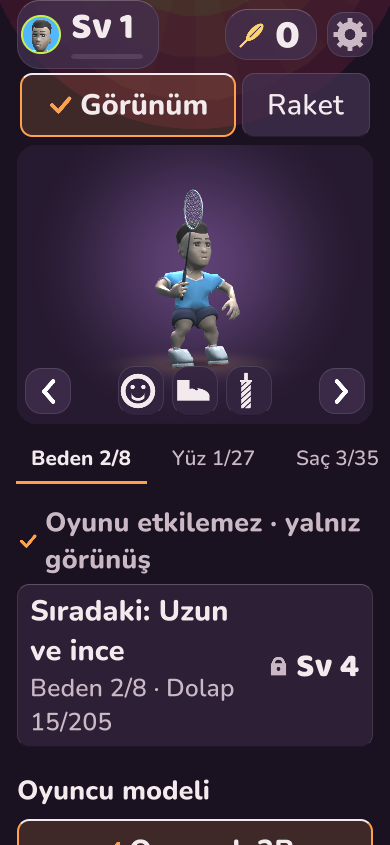 Sv 1
0
Görünüm
Raket
Beden 2/8
Yüz 1/27
Saç 3/35
Oyunu etkilemez · yalnız
görünüş
Sıradaki: Uzun
ve ince
Sv 4
Beden 2/8 · Dolap
15/205
Oyuncu modeli